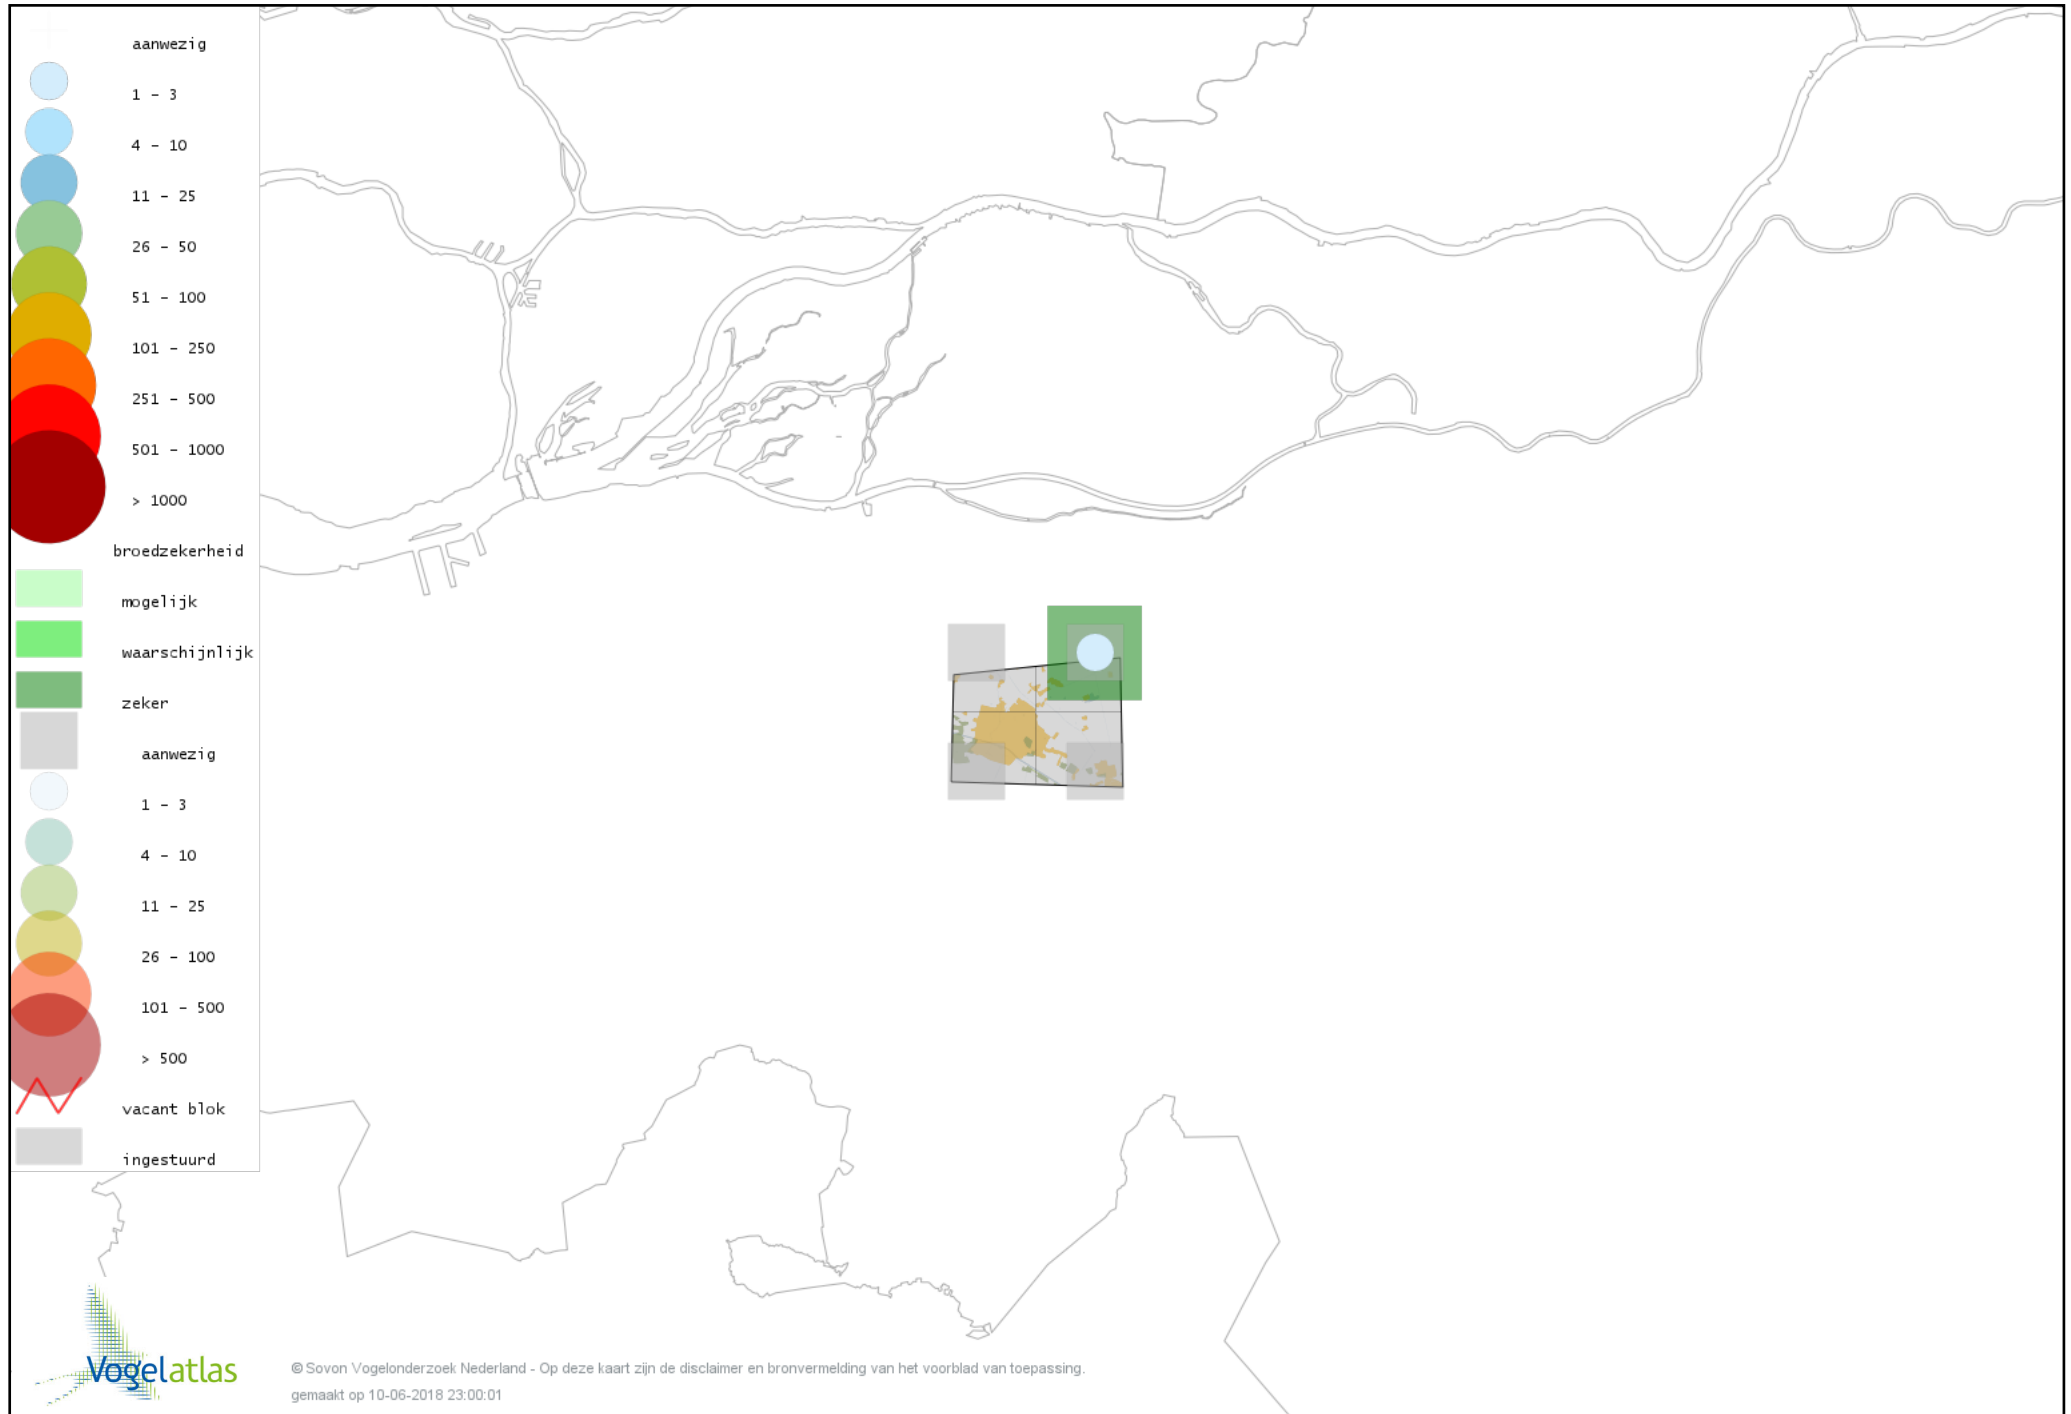 aanwezig
1 - 3
4 - 10
11 - 25
26 - 50
51 - 100
101 - 250
251 - 500
501 - 1000
> 1000
broedzekerheid
mogelijk
waarschijnlijk
zeker
aanwezig
1 - 3
4 - 10
11 - 25
26 - 100
101 - 500
> 500
vacant blok
ingestuurd
Vogelatlas
© Sovon Vogelonderzoek Nederland - Op deze kaart zijn de disclaimer en bronvermelding van het voorblad van toepassing.
gemaakt op 10-06-2018 23:00:01